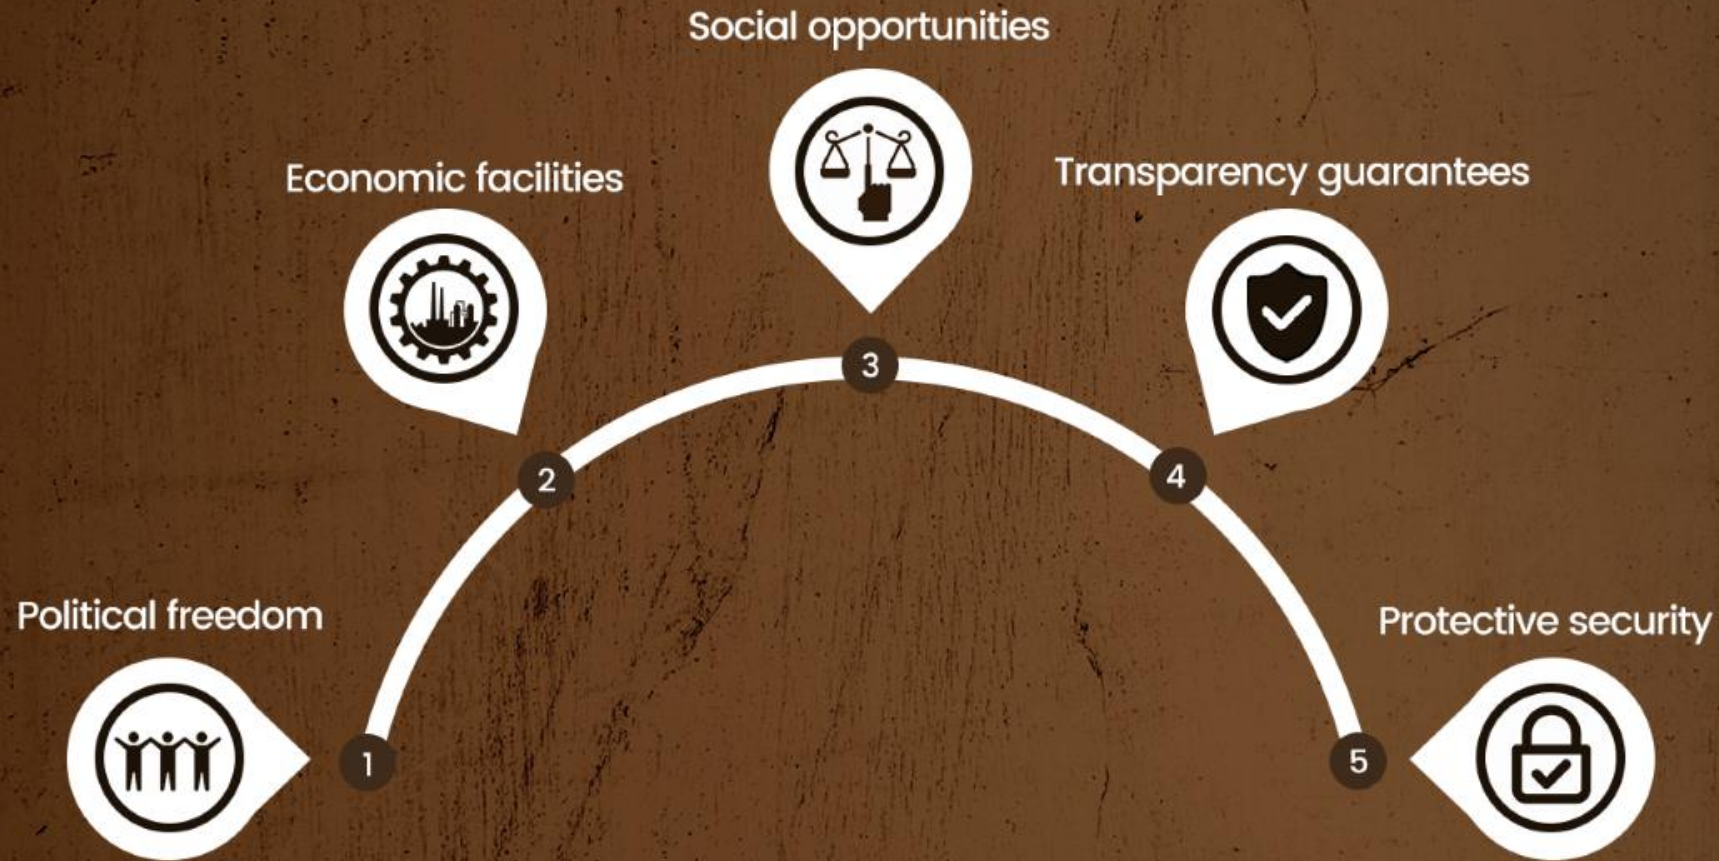 Political freedom
1
Economic facilities
2
Social opportunities
3
Transparency guarantees
4
Protective security
5